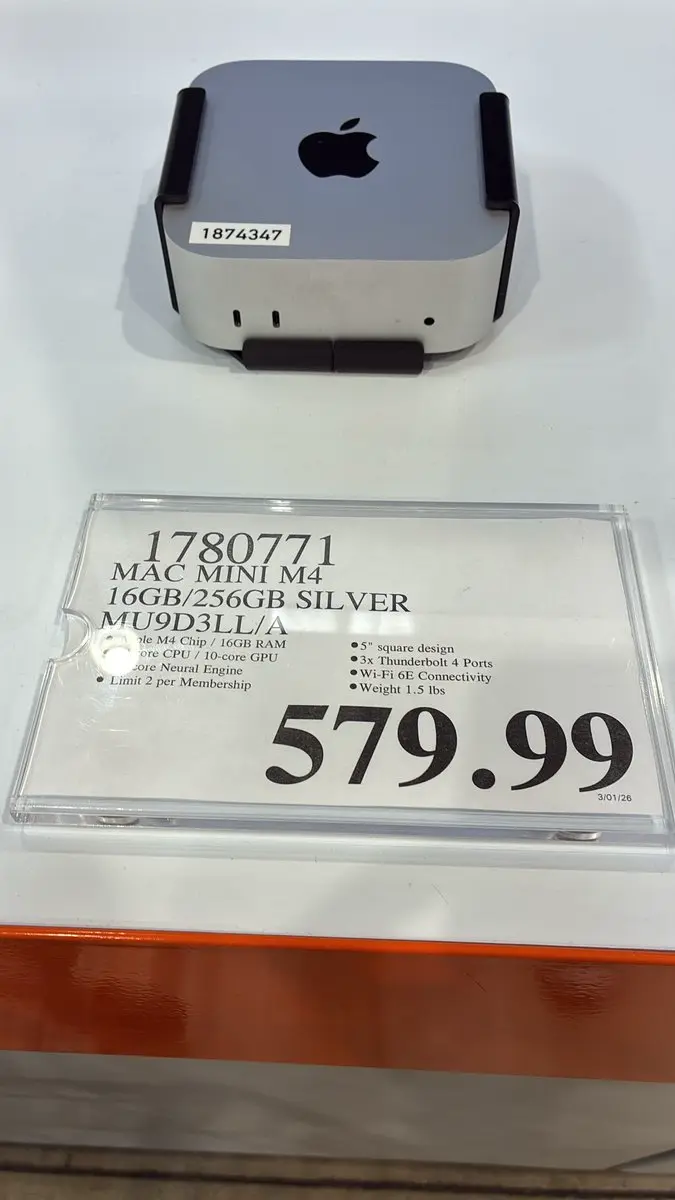 1874347
1780771
MAC MINI M4
16GB/256GB SILVER
MU9D3LL/A
M4 Chip / 16GB RAM
CPU / 10-core GPU
Neural Engine
• Limit 2 per Membership
• 5" square design
• 3x Thunderbolt 4 Ports
• Wi-Fi 6E Connectivity
• Weight 1.5 lbs
579.99
3/01/26